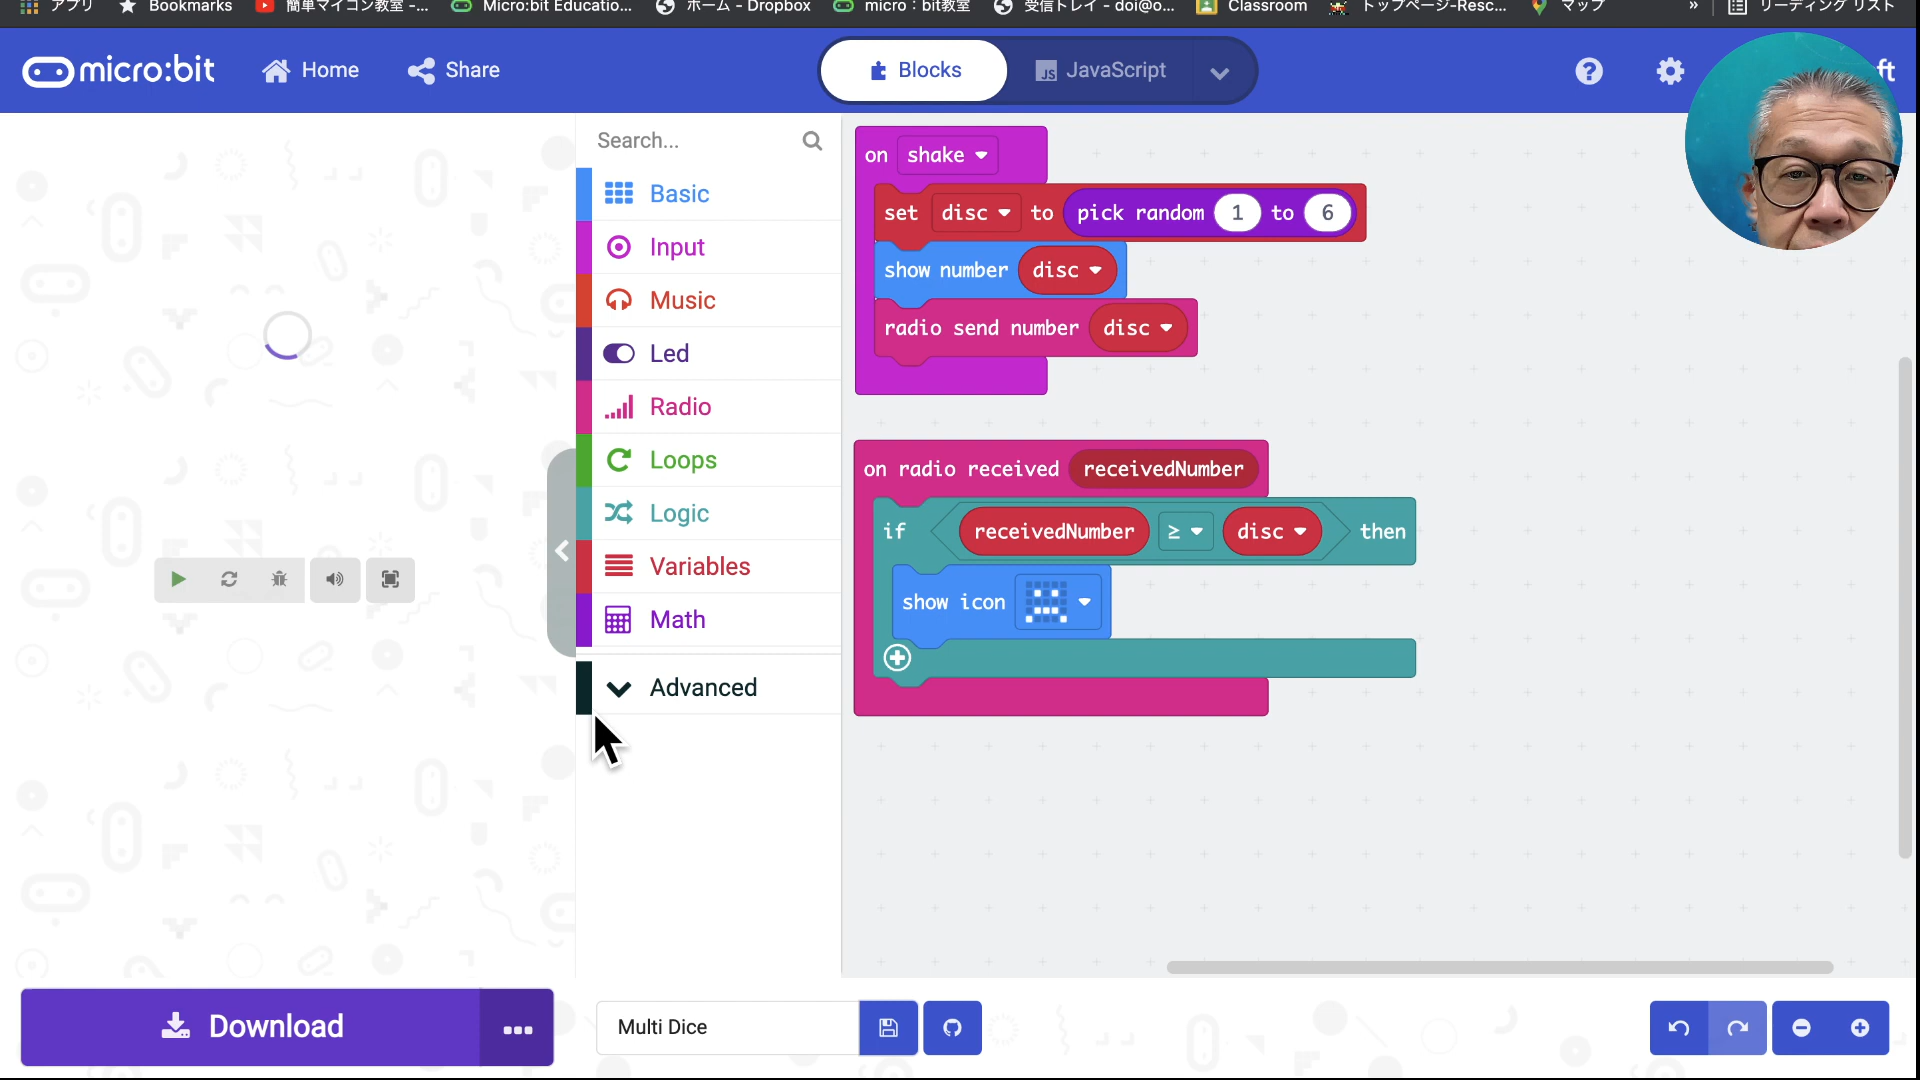 アプリ Bookmarks 簡単マイコン教室 -... Micro:bit Educatio... ホーム - Dropbox micro : bit教室 受信トレイ - doi@o... Classroom トップページ-Resc... マップ » リーディング リスト
micro:bit Home Share Blocks JS JavaScript ? ft
Search...
Basic
Input
Music
Led
Radio
Loops
Logic
Variables
Math
Advanced
on shake
set disc to pick random 1 to 6
show number disc
radio send number disc
on radio received receivedNumber
if receivedNumber ≥ disc then
show icon
Download ... Multi Dice